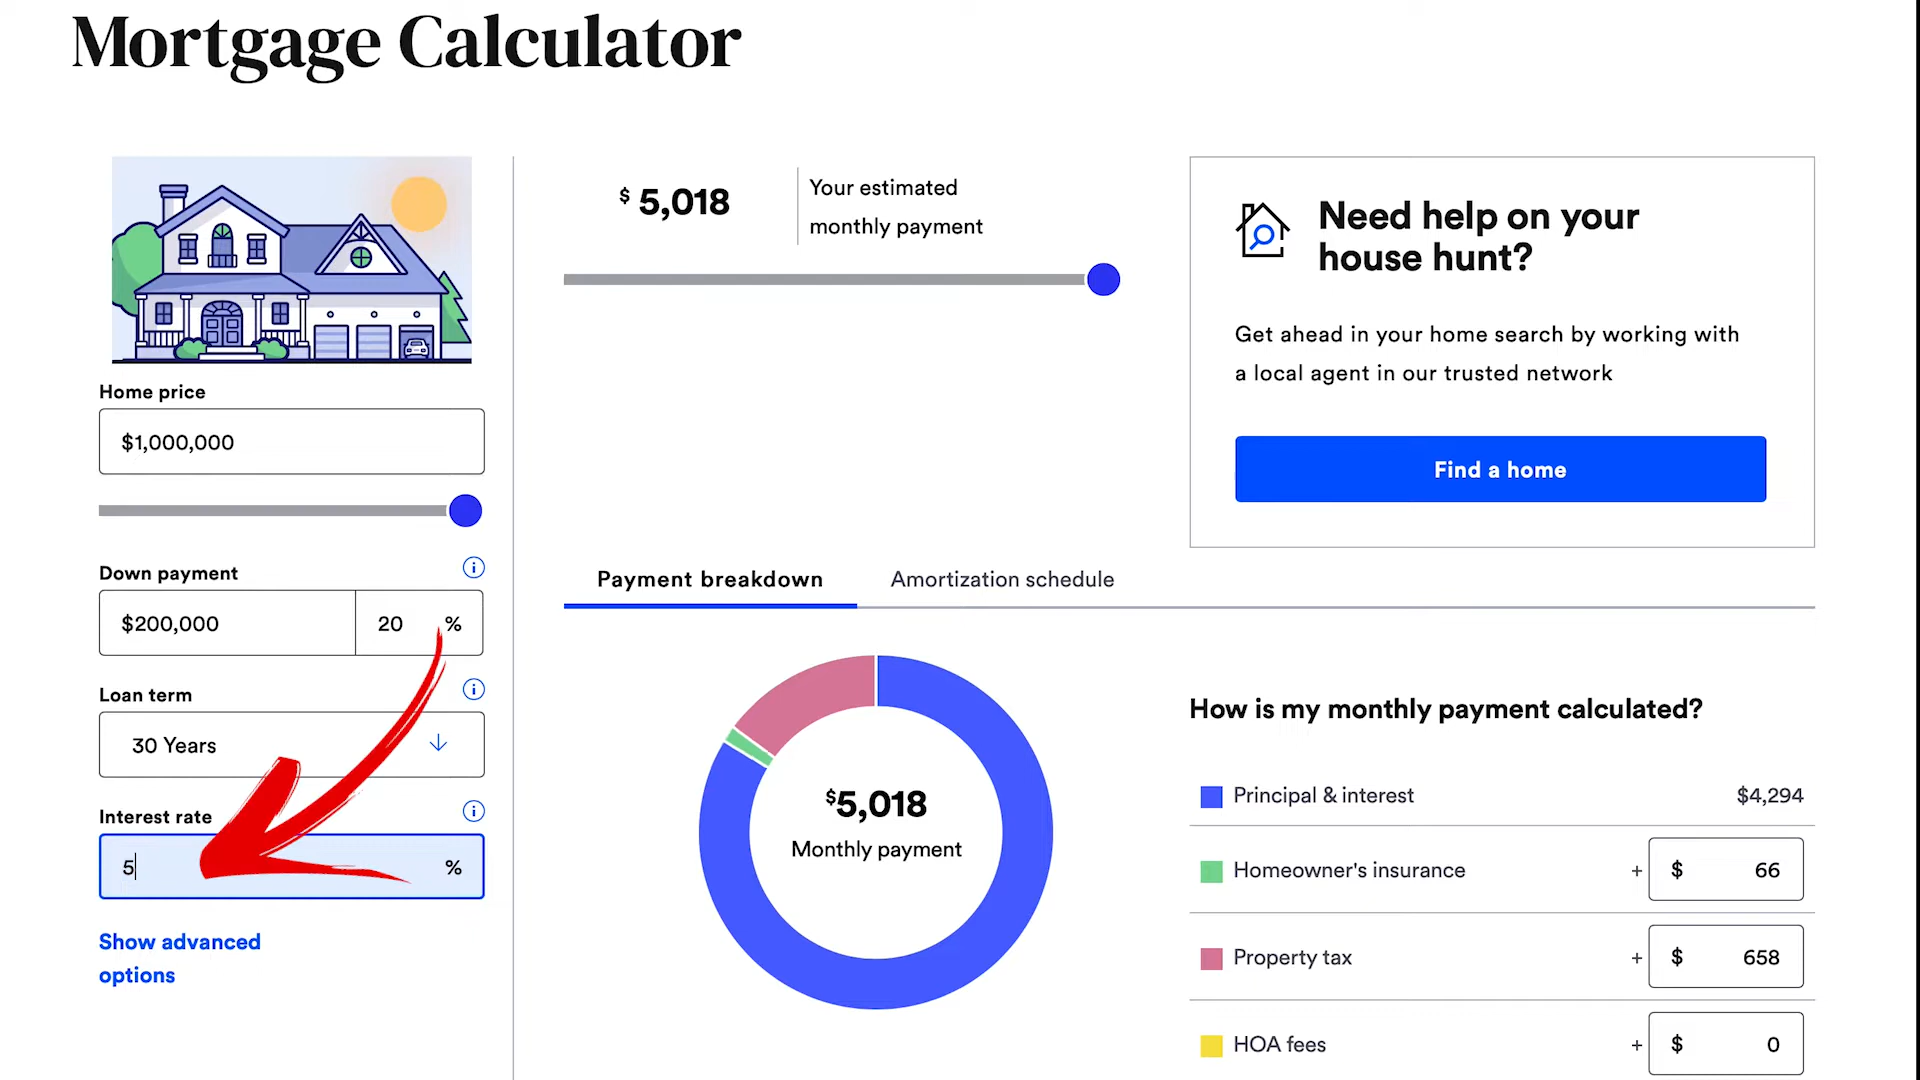 Mortgage Calculator
$ 5,018
Your estimated
monthly payment
Need help on your
house hunt?
Get ahead in your home search by working with
a local agent in our trusted network
Find a home
Home price
$1,000,000
Down payment
$200,000 20 %
Loan term
30 Years
Interest rate
5 %
Show advanced
options
Payment breakdown
Amortization schedule
$5,018
Monthly payment
How is my monthly payment calculated?
Principal & interest $4,294
Homeowner's insurance + $ 66
Property tax + $ 658
HOA fees + $ 0